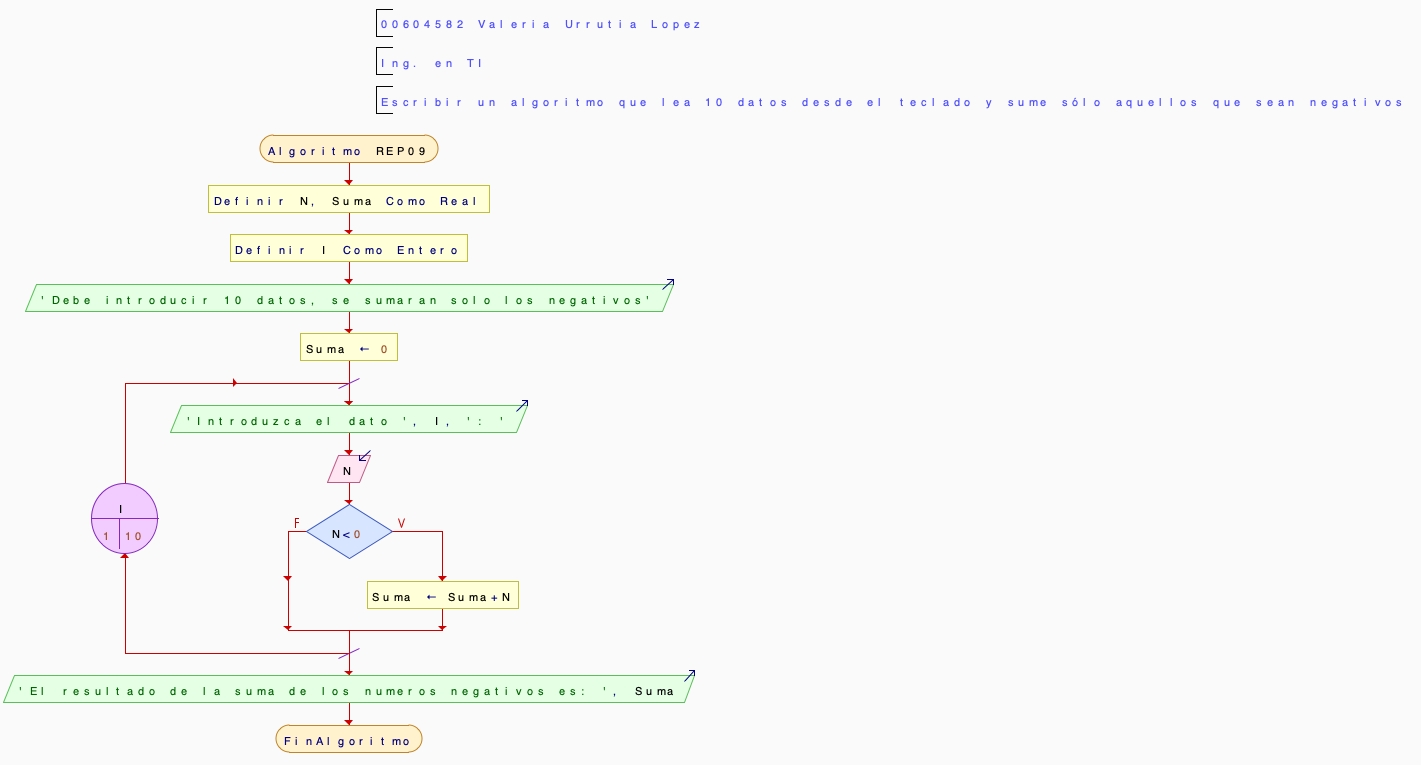 00604582 Valeria Urrutia Lopez
Ing. en TI
Escribir un algoritmo que lea 10 datos desde el teclado y sume sólo aquellos que sean negativos
Algoritmo REP09
Definir N, Suma Como Real
Definir I Como Entero
'Debe introducir 10 datos, se sumaran solo los negativos'
Suma ← 0
'Introduzca el dato ', I, ': '
N
I
1 10
F
V
N<0
Suma ← Suma+N
'El resultado de la suma de los numeros negativos es: ', Suma
FinAlgoritmo